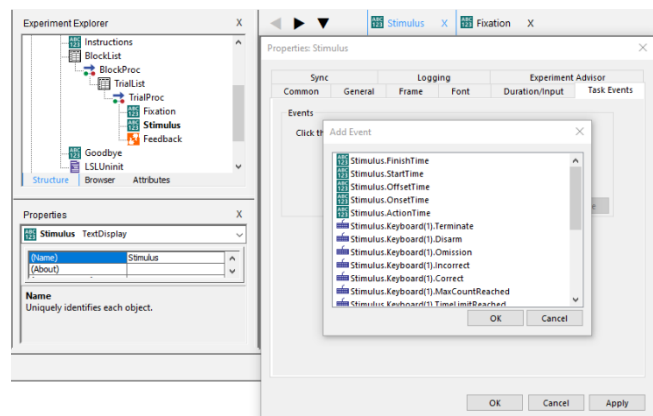 Experiment Explorer X
Instructions
BlockList
BlockProc
TrialList
TrialProc
Fixation
Stimulus
Feedback
Goodbye
LSLUninit
Structure Browser Attributes
Properties X
Stimulus TextDisplay
(Name) Stimulus
(About)
Name
Uniquely identifies each object.
Stimulus X Fixation X
Properties: Stimulus
Sync Logging Experiment Advisor
Common General Frame Font Duration/Input Task Events
Events
Click th
Add Event
Stimulus.FinishTime
Stimulus.StartTime
Stimulus.OffsetTime
Stimulus.OnsetTime
Stimulus.ActionTime
Stimulus.Keyboard(1).Terminate
Stimulus.Keyboard(1).Disarm
Stimulus.Keyboard(1).Omission
Stimulus.Keyboard(1).Incorrect
Stimulus.Keyboard(1).Correct
Stimulus.Keyboard(1).MaxCountReached
Stimulus.Keyboard(1).TimeLimitReached
OK Cancel
OK Cancel Apply